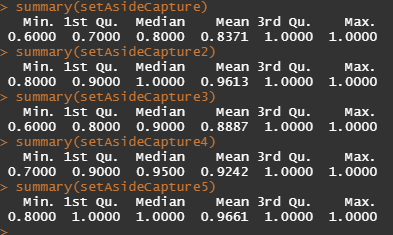 > summary(setAsideCapture)
   Min. 1st Qu.  Median    Mean 3rd Qu.    Max.
 0.6000  0.7000  0.8000  0.8371  1.0000  1.0000
> summary(setAsideCapture2)
   Min. 1st Qu.  Median    Mean 3rd Qu.    Max.
 0.8000  0.9000  1.0000  0.9613  1.0000  1.0000
> summary(setAsideCapture3)
   Min. 1st Qu.  Median    Mean 3rd Qu.    Max.
 0.6000  0.8000  0.9000  0.8887  1.0000  1.0000
> summary(setAsideCapture4)
   Min. 1st Qu.  Median    Mean 3rd Qu.    Max.
 0.7000  0.9000  0.9500  0.9242  1.0000  1.0000
> summary(setAsideCapture5)
   Min. 1st Qu.  Median    Mean 3rd Qu.    Max.
 0.8000  1.0000  1.0000  0.9661  1.0000  1.0000
>